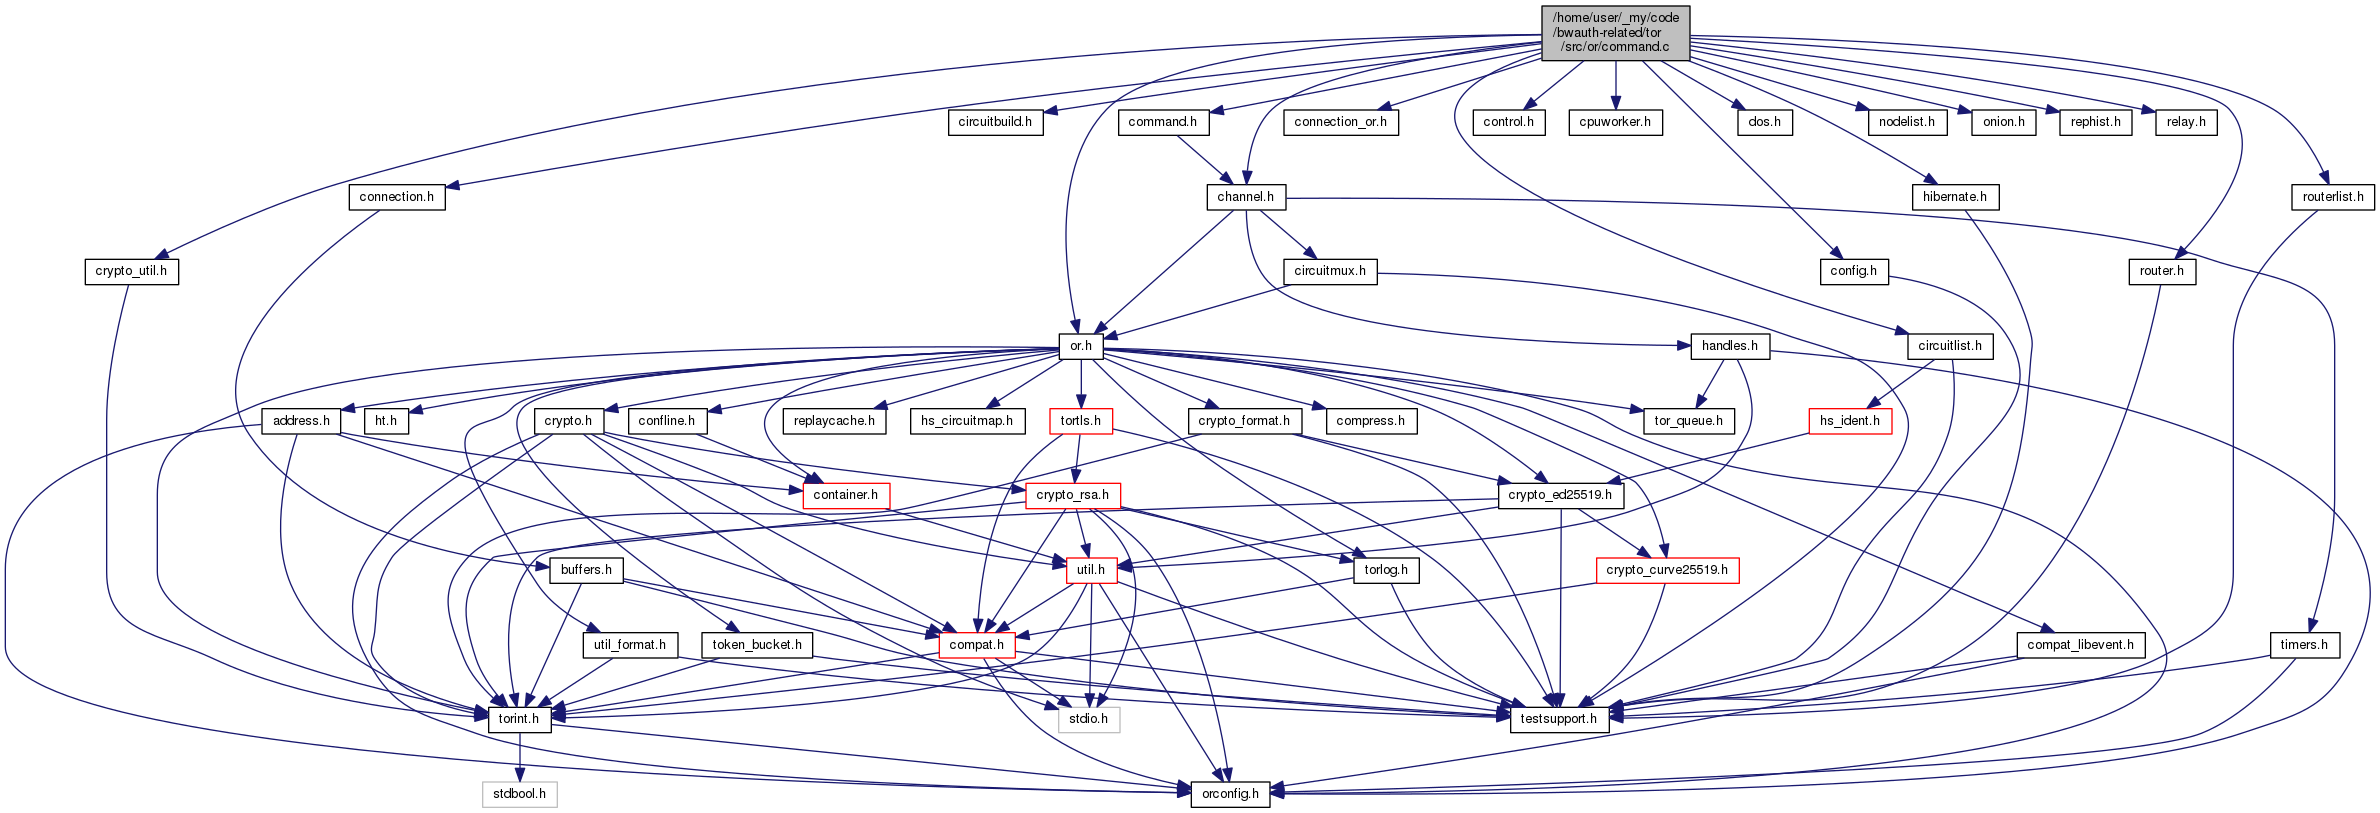 /home/user/_my/code
/bwauth-related/tor
/src/or/command.c
circuitbuild.h
command.h
connection_or.h
control.h
cpuworker.h
dos.h
nodelist.h
onion.h
rephist.h
relay.h
connection.h
channel.h
hibernate.h
routerlist.h
crypto_util.h
circuitmux.h
config.h
router.h
or.h
handles.h
circuitlist.h
address.h
ht.h
crypto.h
confline.h
replaycache.h
hs_circuitmap.h
tortls.h
crypto_format.h
compress.h
tor_queue.h
hs_ident.h
container.h
crypto_rsa.h
crypto_ed25519.h
buffers.h
util.h
torlog.h
crypto_curve25519.h
util_format.h
token_bucket.h
compat.h
compat_libevent.h
timers.h
torint.h
stdio.h
testsupport.h
stdbool.h
orconfig.h